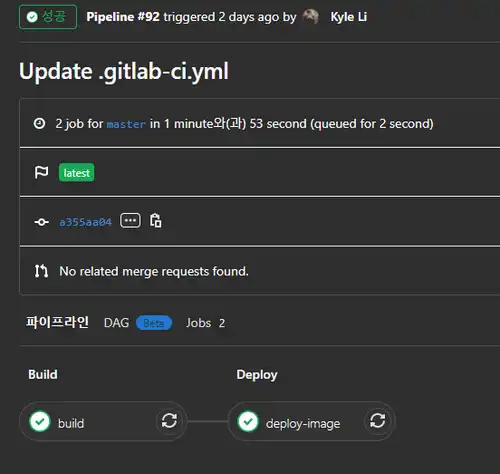 성공 Pipeline #92 triggered 2 days ago by Kyle Li
Update .gitlab-ci.yml
2 job for master in 1 minute와(과) 53 second (queued for 2 second)
latest
a355aa04
No related merge requests found.
파이프라인 DAG Beta Jobs 2
Build Deploy
build deploy-image